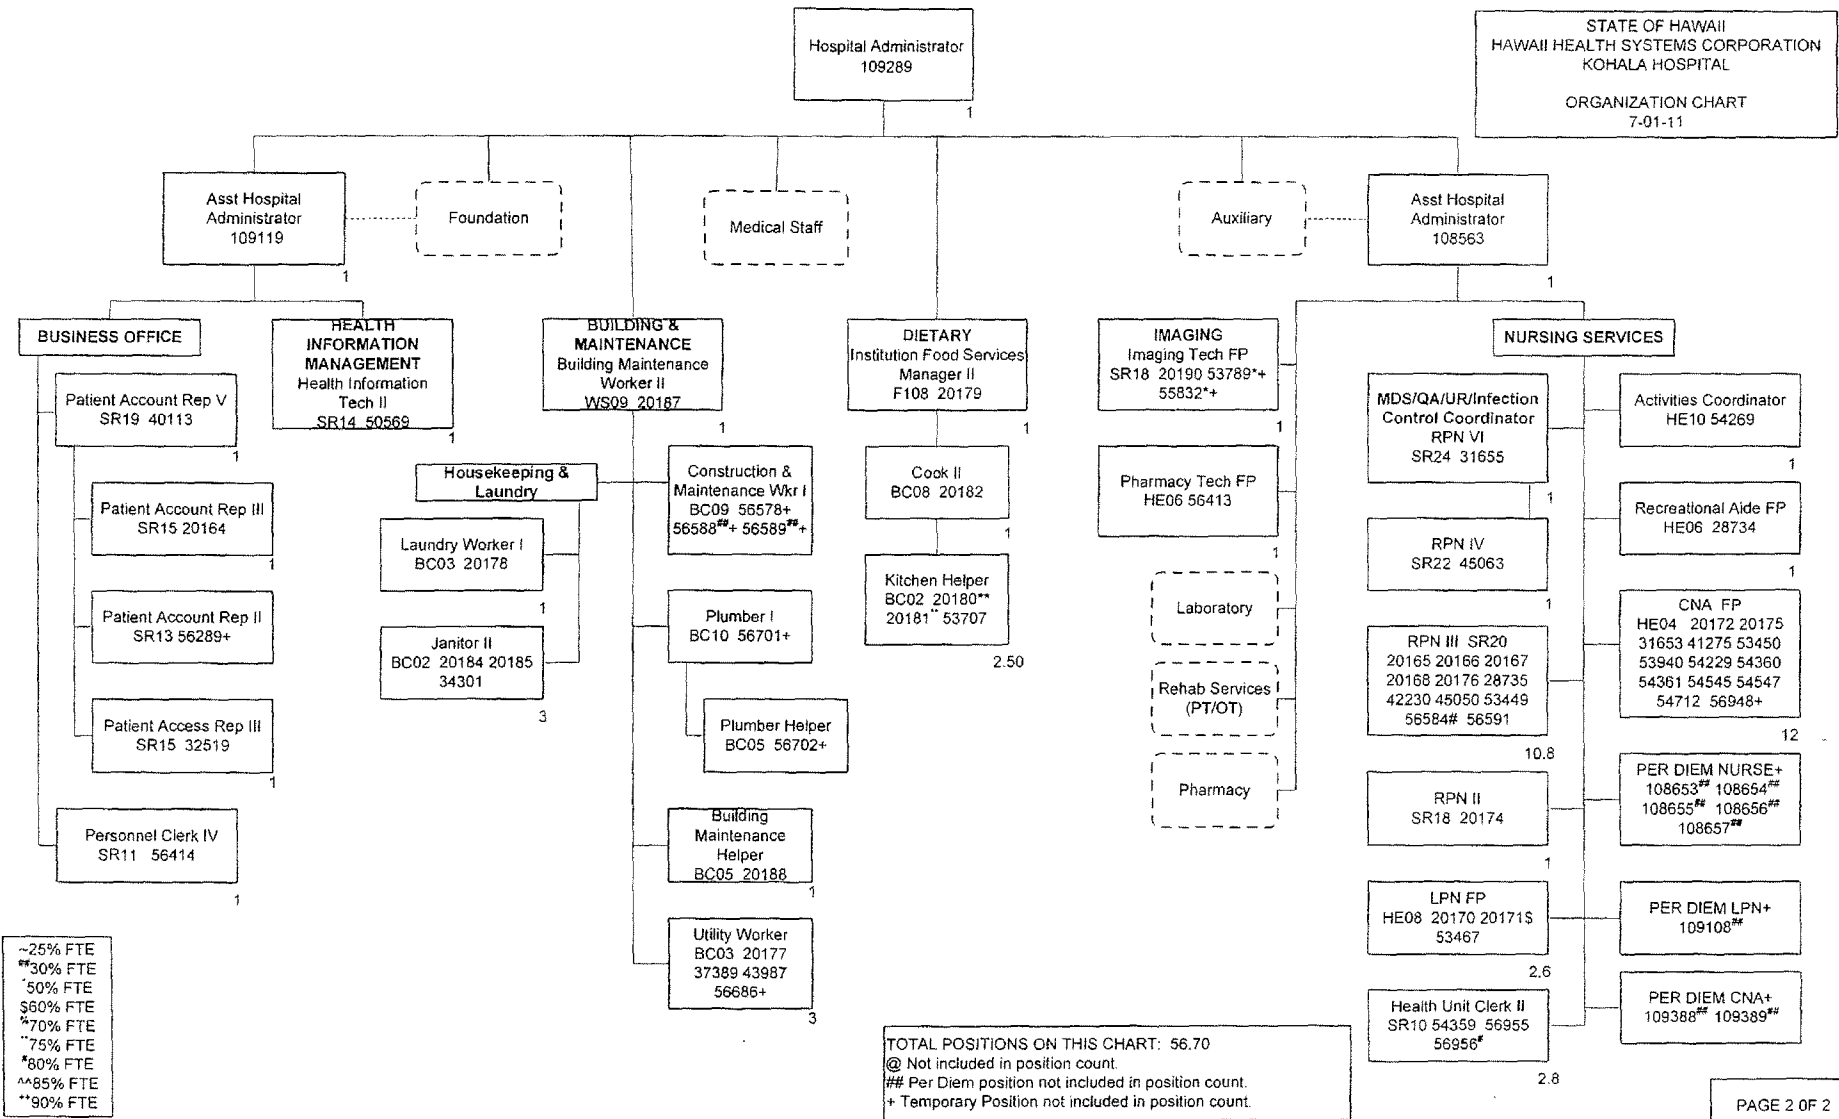 Hospital Administrator
109289
1
STATE OF HAWAII
HAWAII HEALTH SYSTEMS CORPORATION
KOHALA HOSPITAL
ORGANIZATION CHART
7-01-11
Asst Hospital
Administrator
109119
1
Foundation
Medical Staff
Auxiliary
Asst Hospital
Administrator
108563
1
BUSINESS OFFICE
Patient Account Rep V
SR19 40113
1
Patient Account Rep III
SR15 20164
1
Patient Account Rep II
SR13 56289+
Patient Access Rep III
SR15 32519
1
Personnel Clerk IV
SR11 56414
1
HEALTH
INFORMATION
MANAGEMENT
Health Information
Tech II
SR14 50569
1
BUILDING &
MAINTENANCE
Building Maintenance
Worker II
WS09 20187
1
Housekeeping &
Laundry
Laundry Worker I
BC03 20178
1
Janitor II
BC02 20184 20185
34301
3
Construction &
Maintenance Wkr I
BC09 56578+
56588##+ 56589##+
Plumber I
BC10 56701+
Plumber Helper
BC05 56702+
Building
Maintenance
Helper
BC05 20188
1
Utility Worker
BC03 20177
37389 43987
56686+
3
DIETARY
Institution Food Services
Manager II
F108 20179
1
Cook II
BC08 20182
1
Kitchen Helper
BC02 20180**
20181¨ 53707
2.50
IMAGING
Imaging Tech FP
SR18 20190 53789*+
55832*+
1
Pharmacy Tech FP
HE06 56413
1
Laboratory
Rehab Services
(PT/OT)
Pharmacy
NURSING SERVICES
MDS/QA/UR/Infection
Control Coordinator
RPN VI
SR24 31655
1
RPN IV
SR22 45063
1
RPN III SR20
20165 20166 20167
20168 20176 28735
42230 45050 53449
56584# 56591
10.8
RPN II
SR18 20174
1
LPN FP
HE08 20170 20171$
53467
2.6
Health Unit Clerk II
SR10 54359 56955
56956#
2.8
Activities Coordinator
HE10 54269
1
Recreational Aide FP
HE06 28734
1
CNA FP
HE04 20172 20175
31653 41275 53450
53940 54229 54360
54361 54545 54547
54712 56948+
12
PER DIEM NURSE+
108653## 108654##
108655## 108656##
108657##
PER DIEM LPN+
109108##
PER DIEM CNA+
109388## 109389##
~25% FTE
30% FTE
50% FTE
$60% FTE
70% FTE
75% FTE
#80% FTE
^^85% FTE
90% FTE
TOTAL POSITIONS ON THIS CHART: 56.70
@ Not included in position count.
## Per Diem position not included in position count.
+ Temporary Position not included in position count.
PAGE 2 OF 2